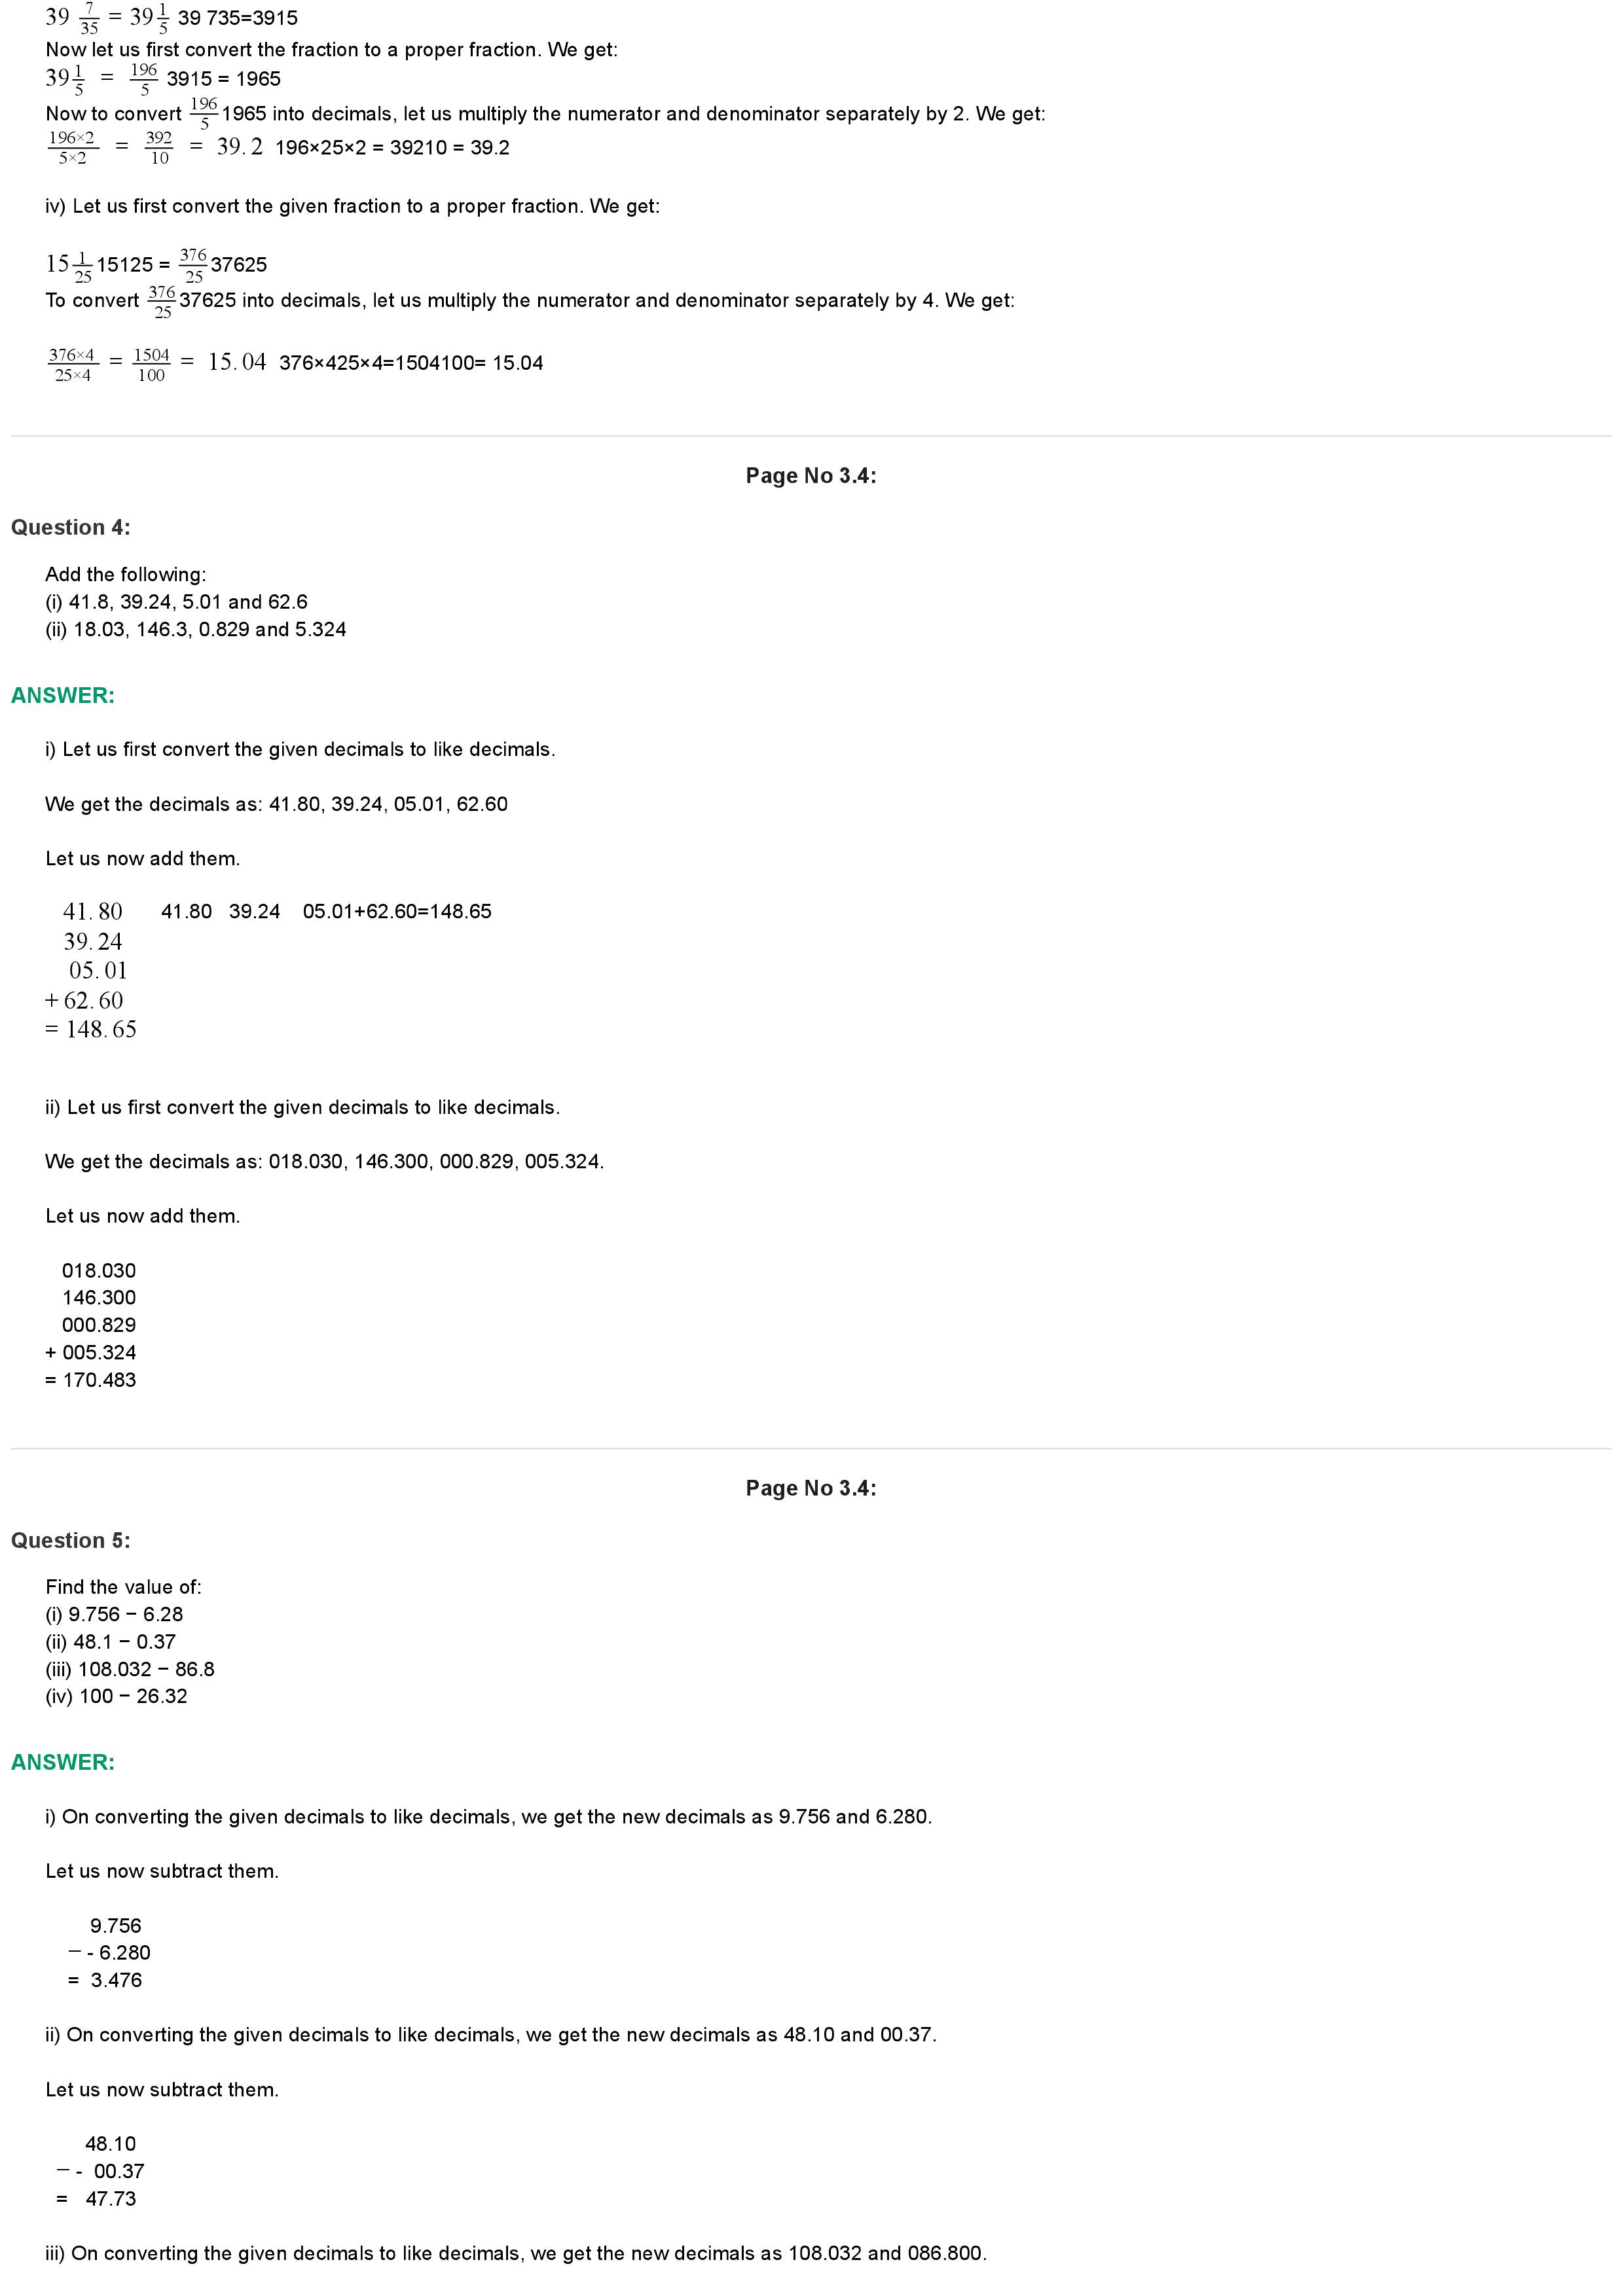 39 7/35 = 39 1/5 39 735=3915
Now let us first convert the fraction to a proper fraction. We get:
39 1/5 = 196/5 3915 = 1965
Now to convert 196/5 1965 into decimals, let us multiply the numerator and denominator separately by 2. We get:
196×2/5×2 = 392/10 = 39.2 196×25×2 = 39210 = 39.2
iv) Let us first convert the given fraction to a proper fraction. We get:
15 1/25 15125 = 376/25 37625
To convert 376/25 37625 into decimals, let us multiply the numerator and denominator separately by 4. We get:
376×4/25×4 = 1504/100 = 15.04 376×425×4=1504100= 15.04
Page No 3.4:
Question 4:
Add the following:
(i) 41.8, 39.24, 5.01 and 62.6
(ii) 18.03, 146.3, 0.829 and 5.324
ANSWER:
i) Let us first convert the given decimals to like decimals.
We get the decimals as: 41.80, 39.24, 05.01, 62.60
Let us now add them.
41.80 41.80 39.24 05.01+62.60=148.65
39.24
05.01
+ 62.60
= 148.65
ii) Let us first convert the given decimals to like decimals.
We get the decimals as: 018.030, 146.300, 000.829, 005.324.
Let us now add them.
018.030
146.300
000.829
+ 005.324
= 170.483
Page No 3.4:
Question 5:
Find the value of:
(i) 9.756 − 6.28
(ii) 48.1 − 0.37
(iii) 108.032 − 86.8
(iv) 100 − 26.32
ANSWER:
i) On converting the given decimals to like decimals, we get the new decimals as 9.756 and 6.280.
Let us now subtract them.
9.756
− - 6.280
= 3.476
ii) On converting the given decimals to like decimals, we get the new decimals as 48.10 and 00.37.
Let us now subtract them.
48.10
− - 00.37
= 47.73
iii) On converting the given decimals to like decimals, we get the new decimals as 108.032 and 086.800.